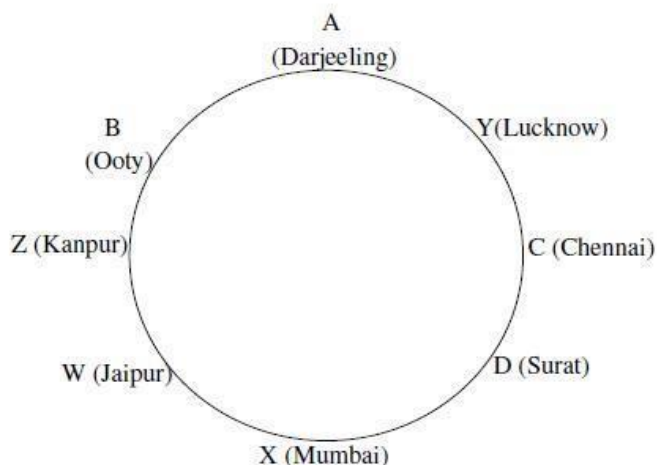 A
(Darjeeling)
B
(Ooty)
Y(Lucknow)
Z (Kanpur)
C (Chennai)
W (Jaipur)
D (Surat)
X (Mumbai)